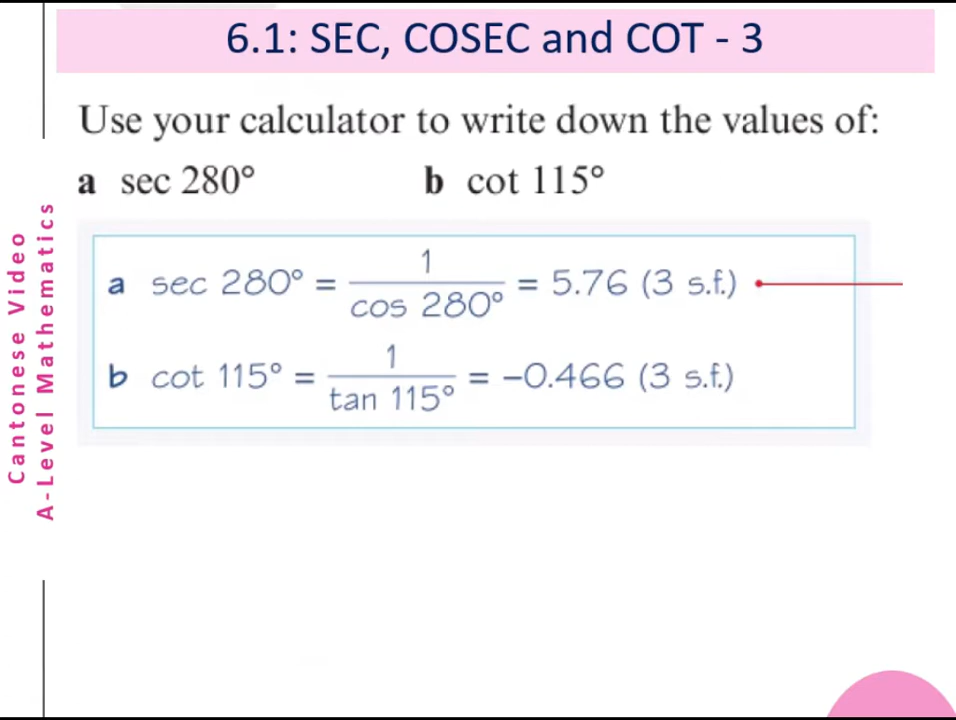 6.1: SEC, COSEC and COT - 3
Use your calculator to write down the values of:
a sec 280° b cot 115°
a sec 280° = 1/cos 280° = 5.76 (3 s.f.)
b cot 115° = 1/tan 115° = −0.466 (3 s.f.)
Cantonese Video
A-Level Mathematics